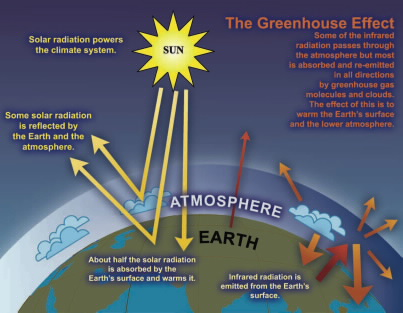 The Greenhouse Effect
Solar radiation powers
the climate system.
SUN
Some of the infrared
radiation passes through
the atmosphere but most
is absorbed and re-emitted
in all directions
by greenhouse gas
molecules and clouds.
The effect of this is to
warm the Earth's surface
and the lower atmosphere.
Some solar radiation
is reflected by
the Earth and the
atmosphere.
ATMOSPHERE
EARTH
About half the solar radiation
is absorbed by the
Earth's surface and warms it.
Infrared radiation is
emitted from the Earth's
surface.